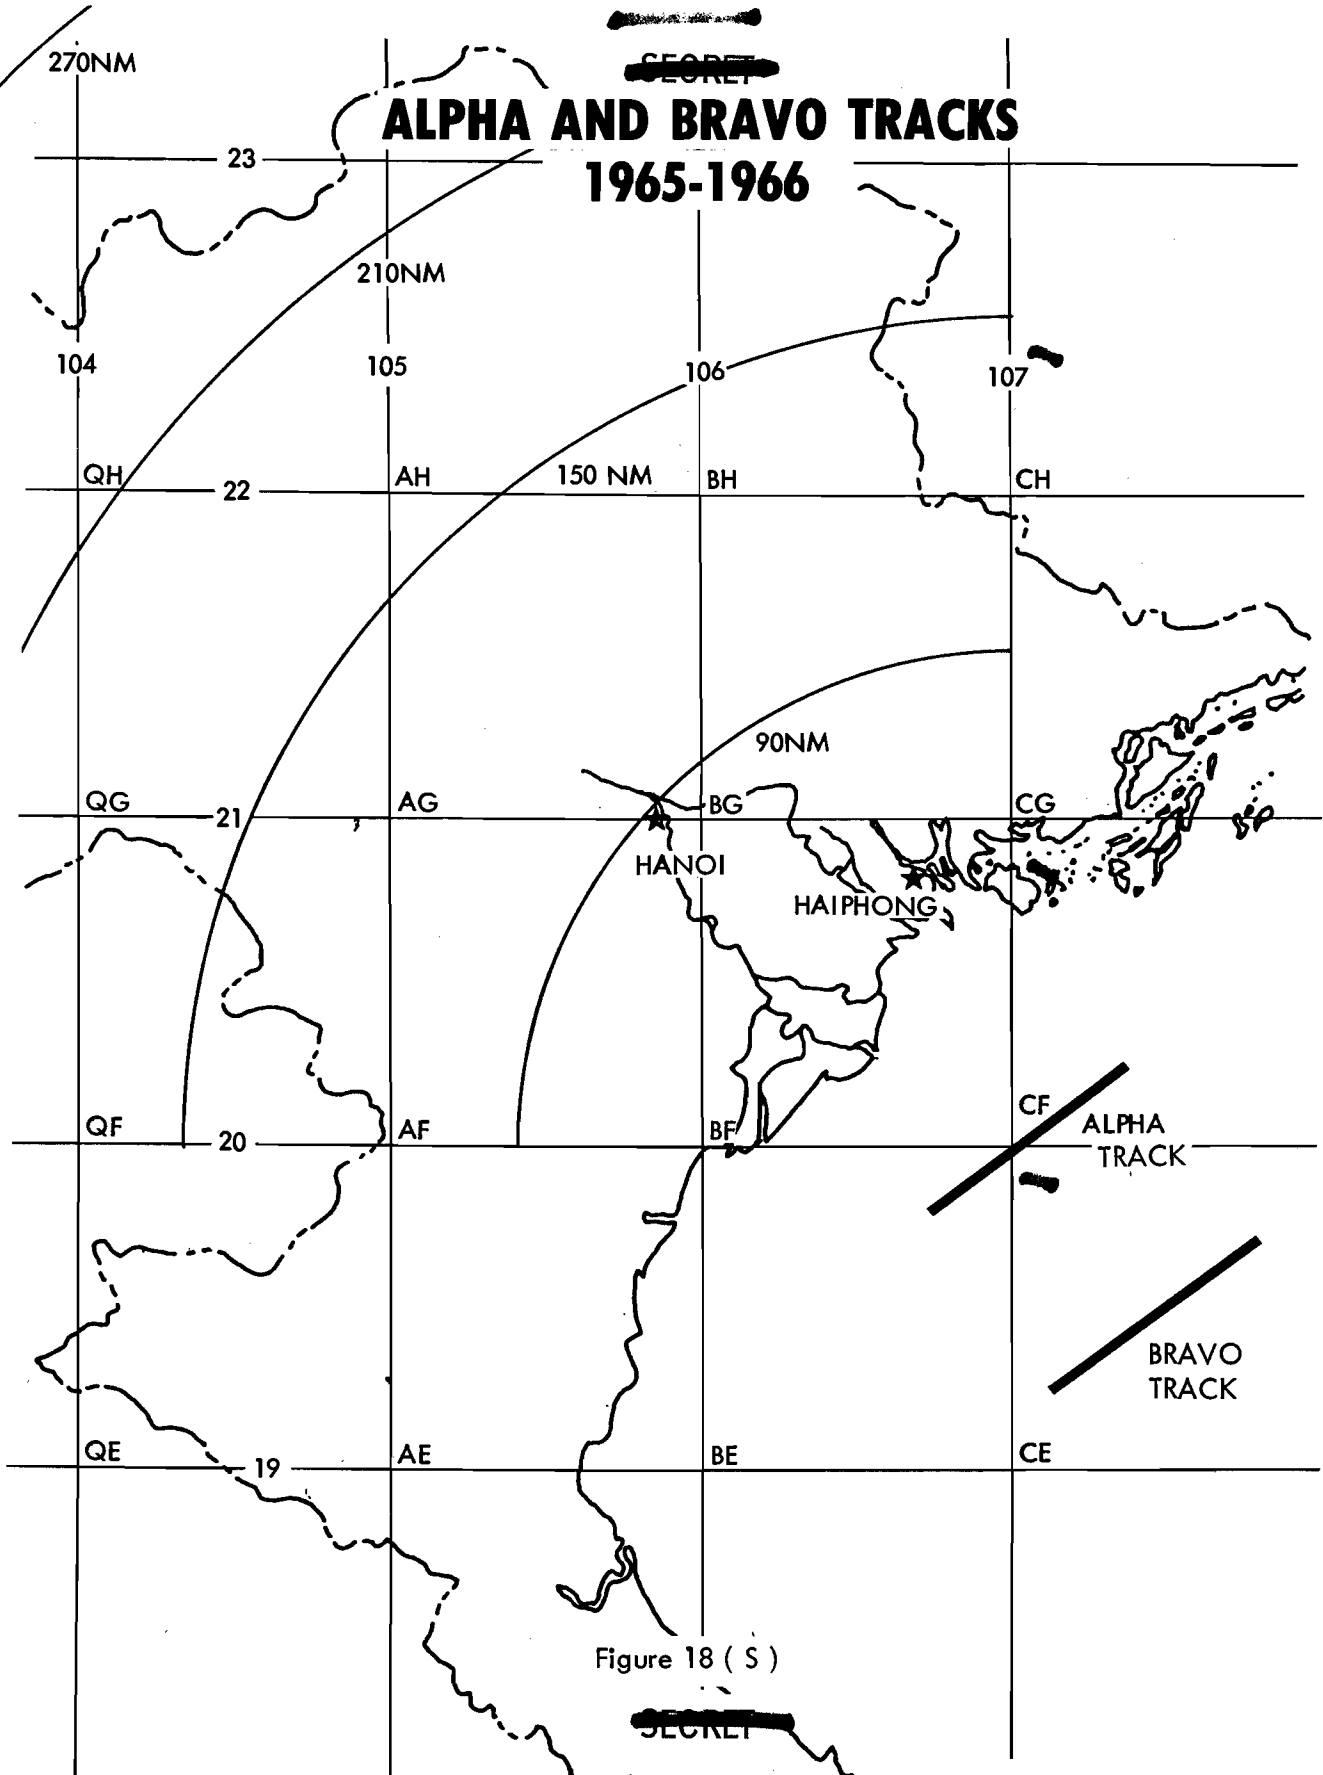 SECRET
270NM
ALPHA AND BRAVO TRACKS
1965-1966
23
210NM
104 105 106 107
QH 22 AH 150 NM BH CH
90NM
QG 21 AG BG CG
HANOI
HAIPHONG
QF 20 AF BF CF
ALPHA
TRACK
BRAVO
TRACK
QE 19 AE BE CE
Figure 18 ( S )
SECRET